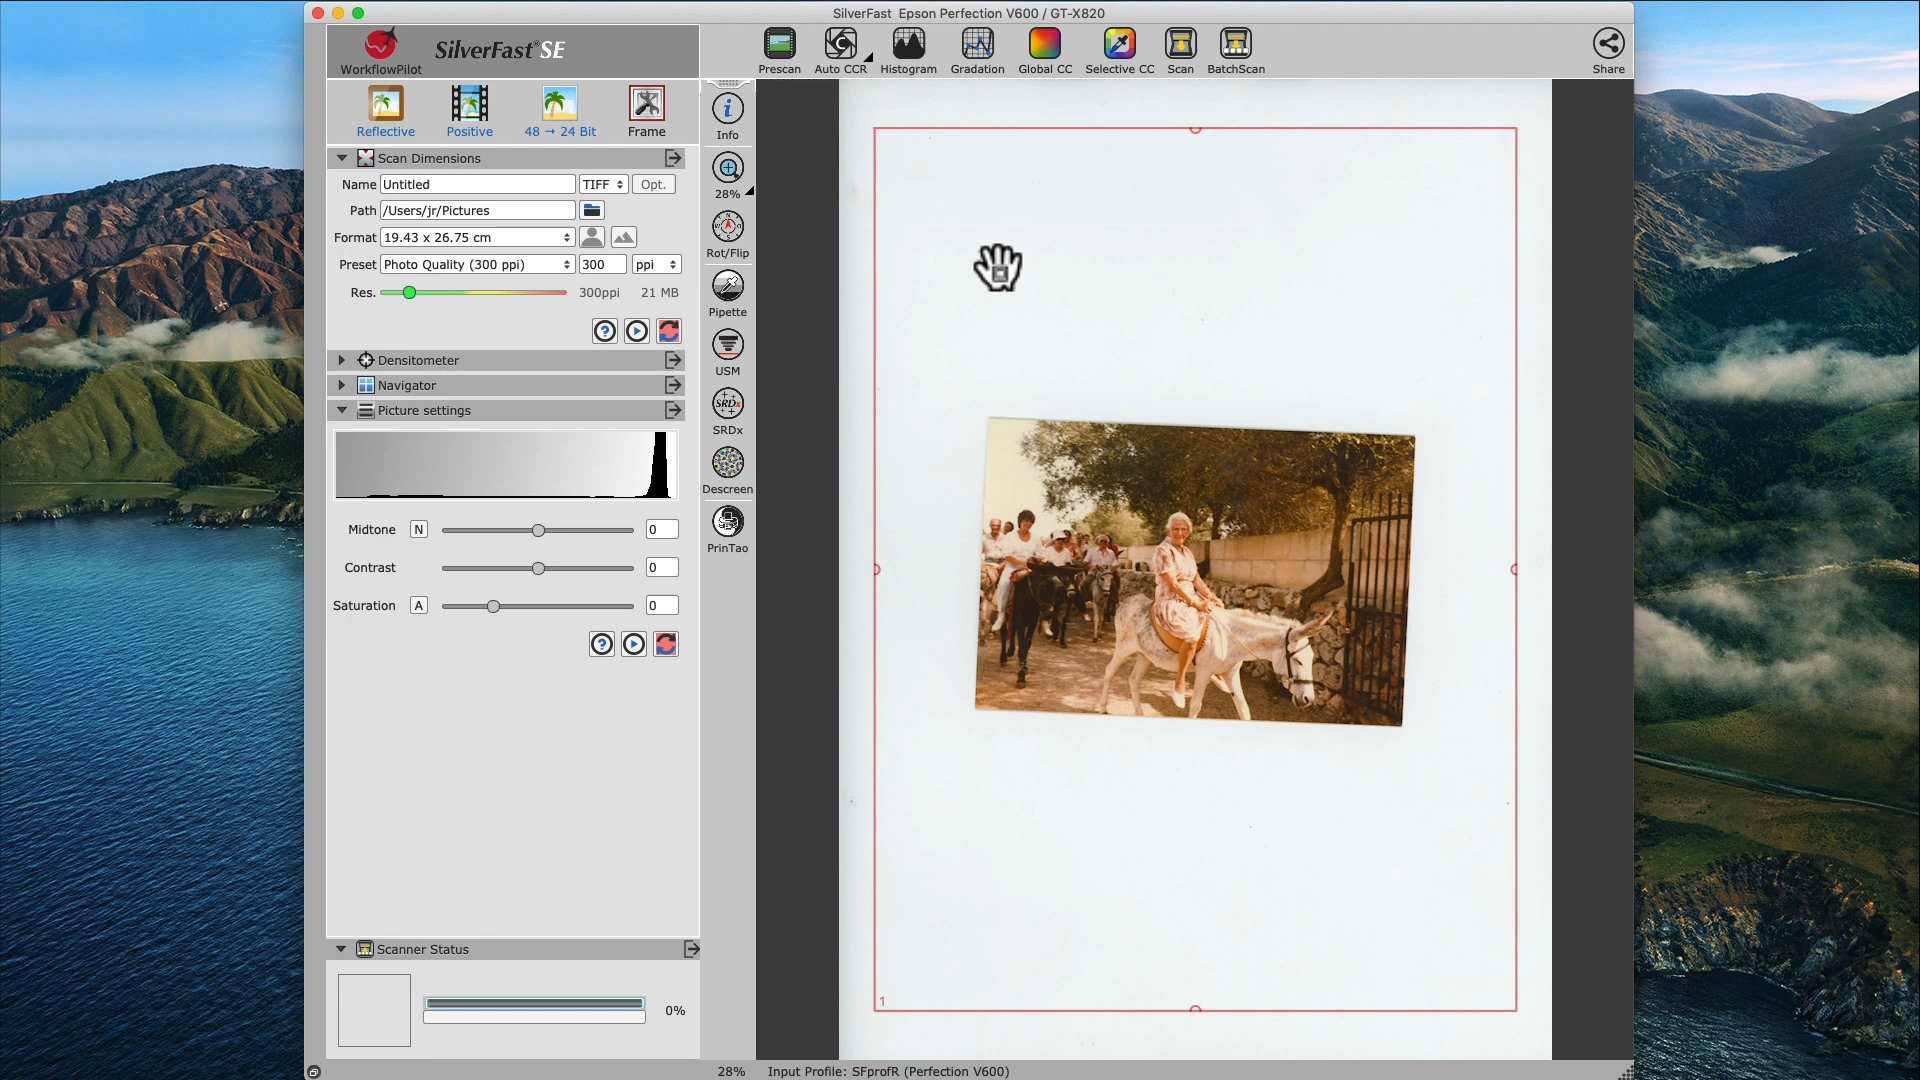 SilverFast Epson Perfection V600 / GT-X820
WorkflowPilot
SilverFast® SE
Prescan
Auto CCR
Histogram
Gradation
Global CC
Selective CC
Scan
BatchScan
Share
Reflective
Positive
48 → 24 Bit
Frame
Scan Dimensions
Name Untitled TIFF Opt.
Path /Users/jr/Pictures
Format 19.43 x 26.75 cm
Preset Photo Quality (300 ppi) 300 ppi
Res. 300ppi 21 MB
Densitometer
Navigator
Picture settings
Midtone N 0
Contrast 0
Saturation A 0
Scanner Status
0%
Info
28%
Rot/Flip
Pipette
USM
SRDx
SRDx
Descreen
PrinTao
1
28% Input Profile: SFprofR (Perfection V600)